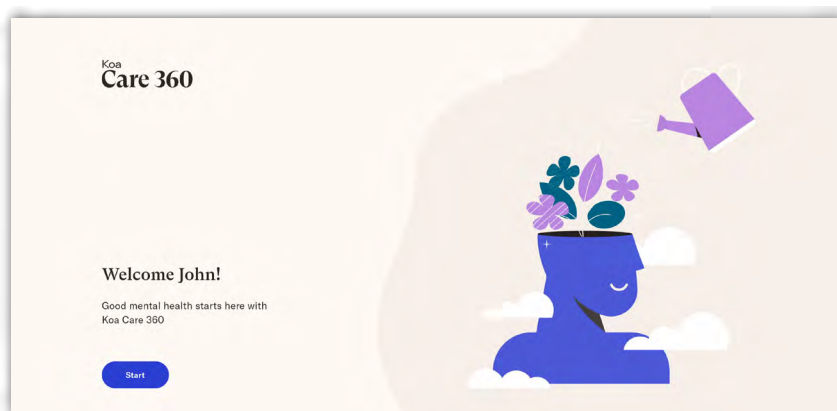 Koa
Care 360
Welcome John!
Good mental health starts here with
Koa Care 360
Start